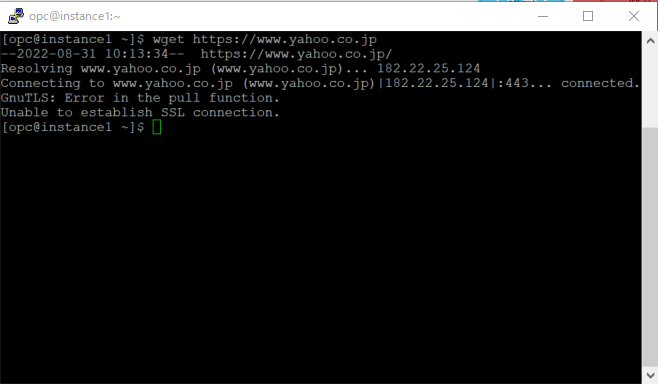 opc@instance1:~
[opc@instance1 ~]$ wget https://www.yahoo.co.jp
--2022-08-31 10:13:34--  https://www.yahoo.co.jp/
Resolving www.yahoo.co.jp (www.yahoo.co.jp)... 182.22.25.124
Connecting to www.yahoo.co.jp (www.yahoo.co.jp)|182.22.25.124|:443... connected.
GnuTLS: Error in the pull function.
Unable to establish SSL connection.
[opc@instance1 ~]$